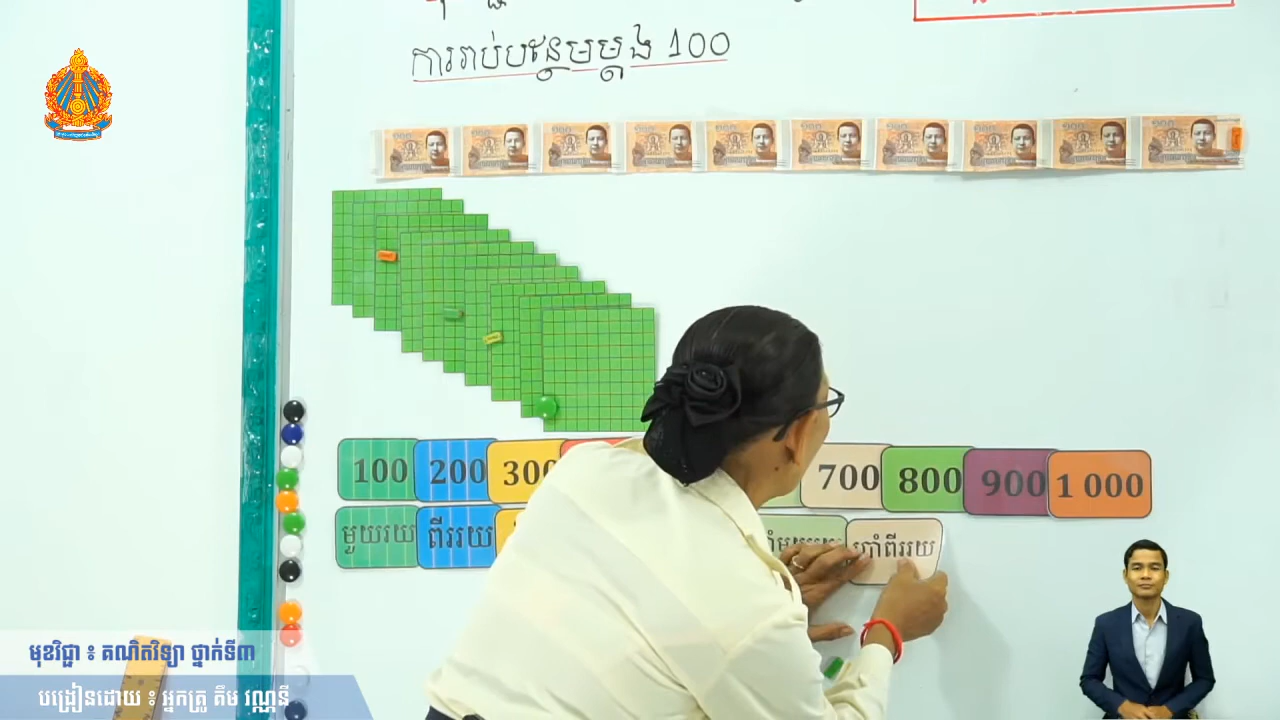 ការរាប់បន្ថែមម្តង 100
100 200 300 700 800 900 1 000
មួយរយ ពីររយ ប្រាំពីររយ
មុខវិជ្ជា ៖ គណិតវិទ្យា ថ្នាក់ទី៣
បង្រៀនដោយ ៖ អ្នកគ្រូ គឹម វណ្ណនី